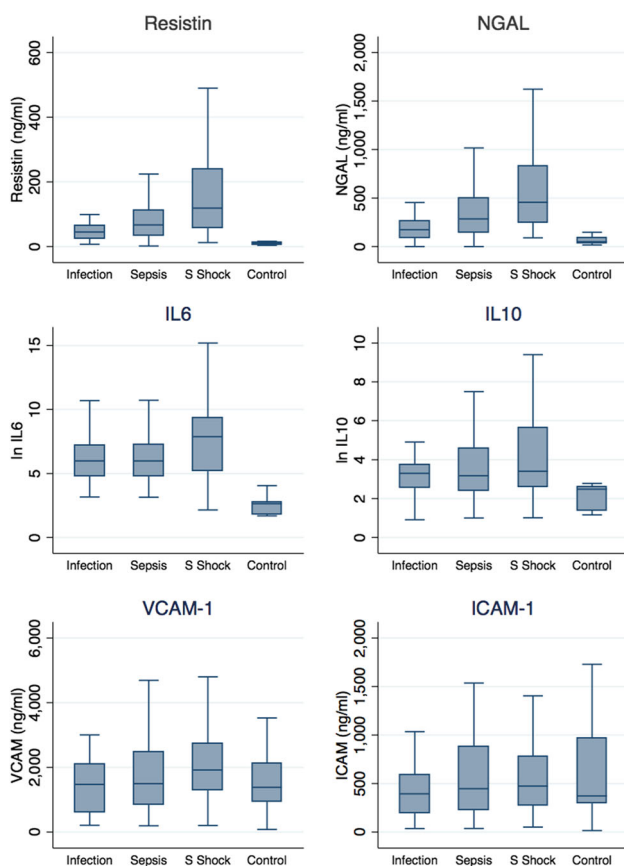 Resistin
Resistin (ng/ml)
600
400
200
0
Infection Sepsis S Shock Control
NGAL
NGAL (ng/ml)
2,000
1,500
1,000
500
0
Infection Sepsis S Shock Control
IL6
ln IL6
15
10
5
0
Infection Sepsis S Shock Control
IL10
ln IL10
10
8
6
4
2
0
Infection Sepsis S Shock Control
VCAM-1
VCAM (ng/ml)
6,000
4,000
2,000
0
Infection Sepsis S Shock Control
ICAM-1
ICAM (ng/ml)
2,000
1,500
1,000
500
0
Infection Sepsis S Shock Control